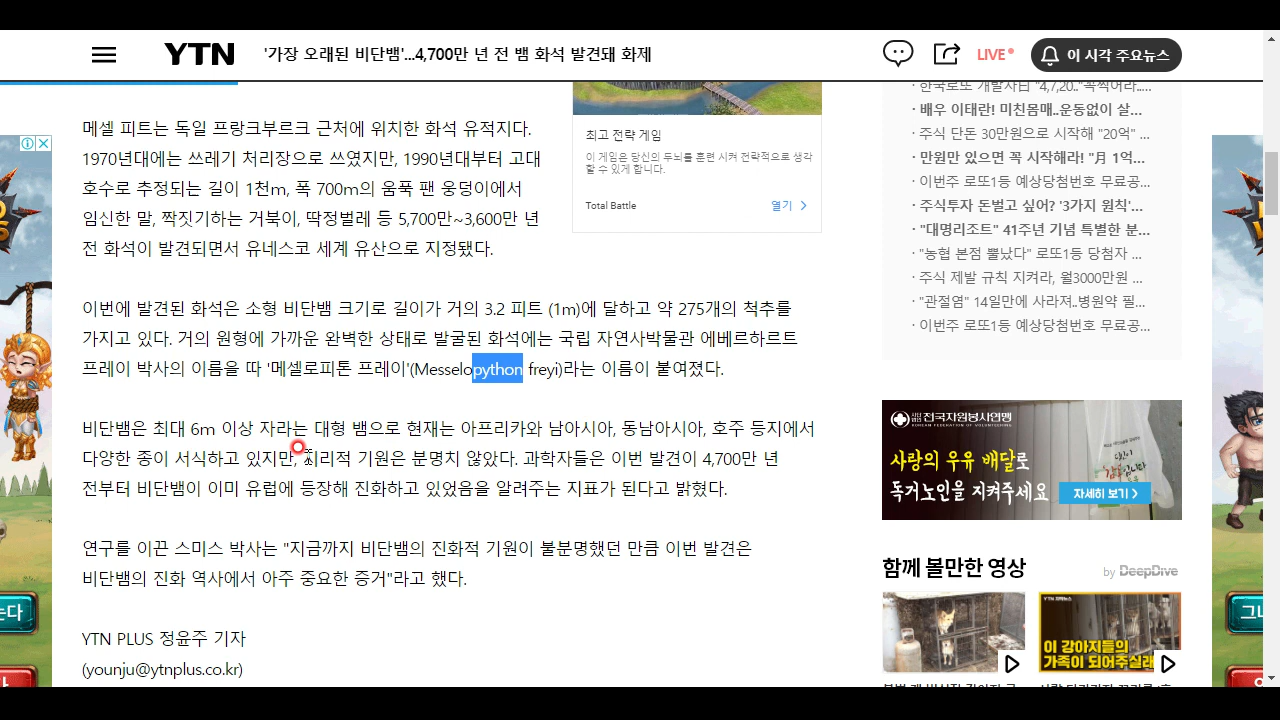 YTN
'가장 오래된 비단뱀'...4,700만 년 전 뱀 화석 발견돼 화제
LIVE
이 시각 주요뉴스
메셀 피트는 독일 프랑크부르크 근처에 위치한 화석 유적지다.
1970년대에는 쓰레기 처리장으로 쓰였지만, 1990년대부터 고대
호수로 추정되는 길이 1천m, 폭 700m의 움푹 팬 웅덩이에서
임신한 말, 짝짓기하는 거북이, 딱정벌레 등 5,700만~3,600만 년
전 화석이 발견되면서 유네스코 세계 유산으로 지정됐다.
최고 전략 게임
이 게임은 당신의 두뇌를 훈련 시켜 전략적으로 생각
할 수 있게 합니다.
Total Battle
열기
이번에 발견된 화석은 소형 비단뱀 크기로 길이가 거의 3.2 피트 (1m)에 달하고 약 275개의 척추를
가지고 있다. 거의 원형에 가까운 완벽한 상태로 발굴된 화석에는 국립 자연사박물관 에베르하르트
프레이 박사의 이름을 따 '메셀로피톤 프레이'(Messelopython freyi)라는 이름이 붙여졌다.
비단뱀은 최대 6m 이상 자라는 대형 뱀으로 현재는 아프리카와 남아시아, 동남아시아, 호주 등지에서
다양한 종이 서식하고 있지만, 지리적 기원은 분명치 않았다. 과학자들은 이번 발견이 4,700만 년
전부터 비단뱀이 이미 유럽에 등장해 진화하고 있었음을 알려주는 지표가 된다고 밝혔다.
연구를 이끈 스미스 박사는 "지금까지 비단뱀의 진화적 기원이 불분명했던 만큼 이번 발견은
비단뱀의 진화 역사에서 아주 중요한 증거"라고 했다.
YTN PLUS 정윤주 기자
(younju@ytnplus.co.kr)
· 한국로또 개발자님 "4,7,20.."꼭찍어라.....
· 배우 이태란! 미친몸매..운동없이 살...
· 주식 단돈 30만원으로 시작해 "20억" ...
· 만원만 있으면 꼭 시작해라! "月 1억...
· 이번주 로또1등 예상당첨번호 무료공...
· 주식투자 돈벌고 싶어? '3가지 원칙'...
· "대명리조트" 41주년 기념 특별한 분...
· "농협 본점 뿔났다" 로또1등 당첨자 ...
· 주식 제발 규칙 지켜라, 월3000만원 ...
· "관절염" 14일만에 사라져..병원약 필...
· 이번주 로또1등 예상당첨번호 무료공...
전국자원봉사연맹
KOREAN FEDERATION OF VOLUNTEERING
사랑의 우유 배달로
독거노인을 지켜주세요
자세히 보기
함께 볼만한 영상
by DeepDive
이 강아지들의
가족이 되어주실래